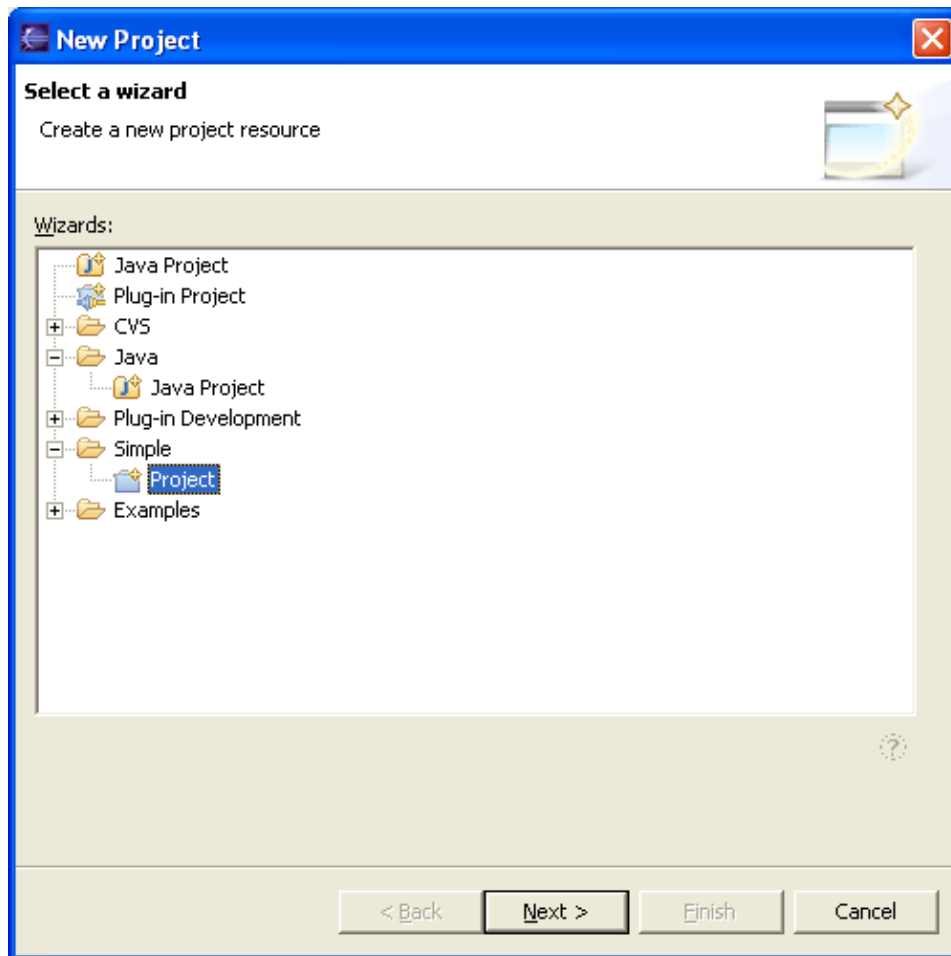 New Project
Select a wizard
Create a new project resource
Wizards:
Java Project
Plug-in Project
CVS
Java
Java Project
Plug-in Development
Simple
Project
Examples
?
< Back Next > Finish Cancel